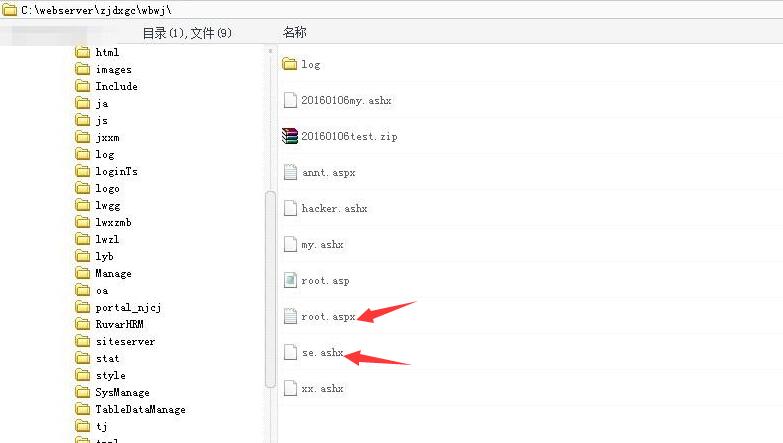 C:\webserver\zjdxgc\wbwj\
目录(1),文件(9)
名称
html
images
Include
ja
js
jxxm
log
loginTs
logo
lwgg
lwxzmb
lwzl
lyb
Manage
oa
portal_njcj
RuvarHRM
siteserver
stat
style
SysManage
TableDataManage
tj
log
20160106my.ashx
20160106test.zip
annt.aspx
hacker.ashx
my.ashx
root.asp
root.aspx
se.ashx
xx.ashx